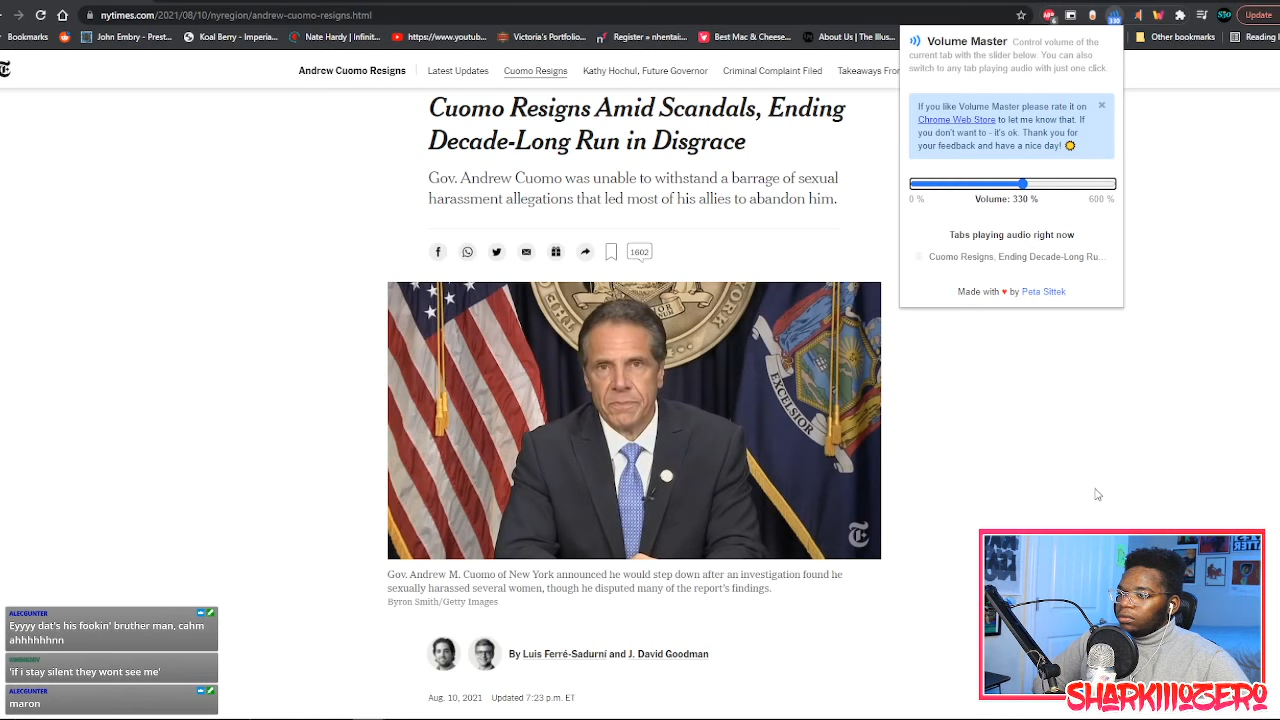 nytimes.com/2021/08/10/nyregion/andrew-cuomo-resigns.html
6
330
Sto
Update
Bookmarks
John Embry - Prest...
Koal Berry - Imperia...
Nate Hardy | Infinit...
https://www.youtub...
Victoria's Portfolio...
Register » nhentai...
Best Mac & Cheese...
About Us | The Illus...
Other bookmarks
Reading l
Andrew Cuomo Resigns
Latest Updates
Cuomo Resigns
Kathy Hochul, Future Governor
Criminal Complaint Filed
Takeaways Fro
Cuomo Resigns Amid Scandals, Ending
Decade-Long Run in Disgrace
Gov. Andrew Cuomo was unable to withstand a barrage of sexual
harassment allegations that led most of his allies to abandon him.
1602
Volume Master Control volume of the
current tab with the slider below. You can also
switch to any tab playing audio with just one click.
If you like Volume Master please rate it on
Chrome Web Store to let me know that. If
you don't want to - it's ok. Thank you for
your feedback and have a nice day!
0 %
Volume: 330 %
600 %
Tabs playing audio right now
Cuomo Resigns, Ending Decade-Long Ru...
Made with ♥ by Peta Sittek
EXCELSIOR
Gov. Andrew M. Cuomo of New York announced he would step down after an investigation found he
sexually harassed several women, though he disputed many of the report's findings.
Byron Smith/Getty Images
By Luis Ferré-Sadurní and J. David Goodman
Aug. 10, 2021 Updated 7:23 p.m. ET
ALECGUNTER
Eyyyy dat's his fookin' bruther man, cahm
ahhhhhhnn
'if i stay silent they wont see me'
ALECGUNTER
maron
SHARKIIIOZERO